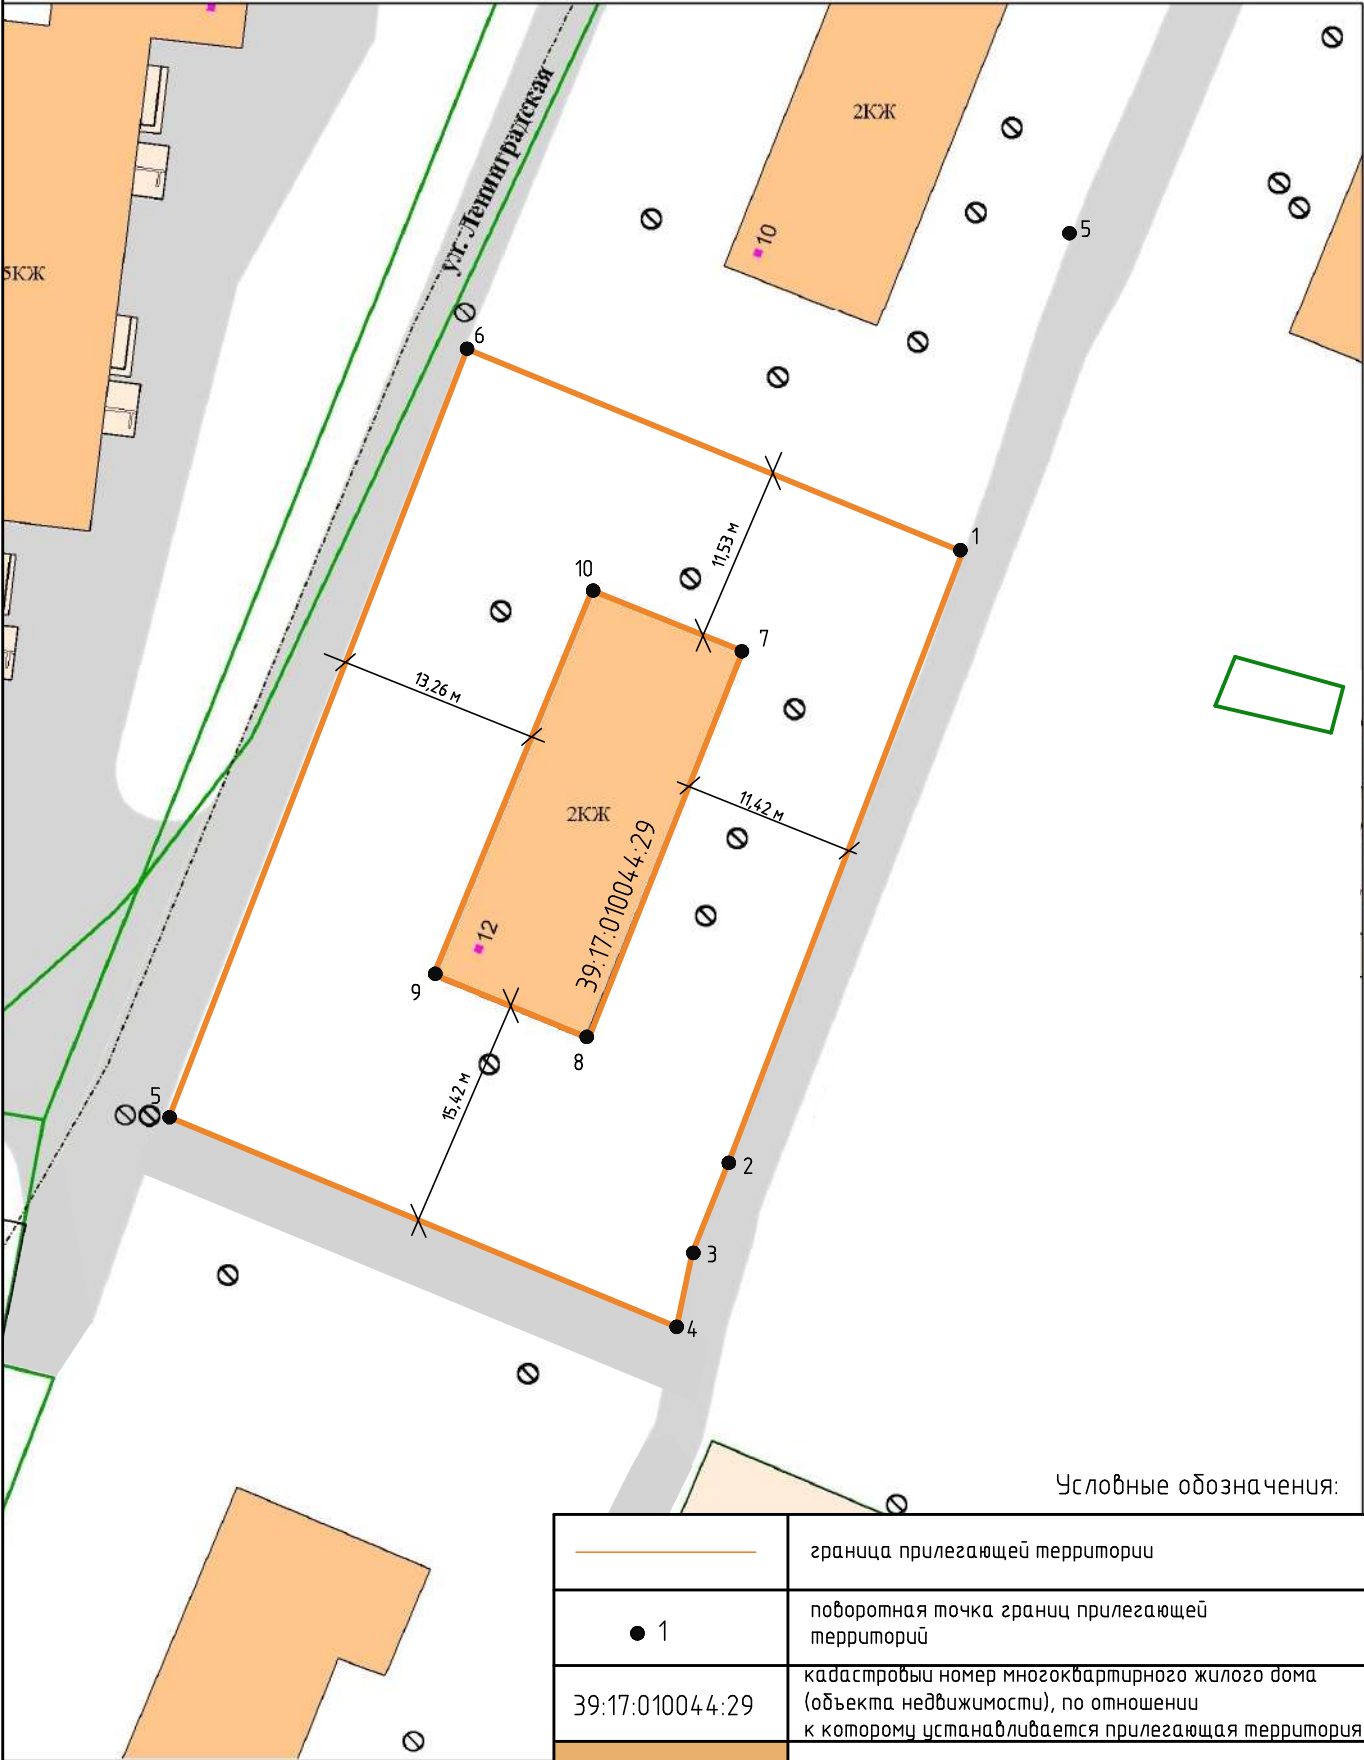 2КЖ
ул. Ленинградская
10
5
5КЖ
6
1
11,53 м
10
7
13,26 м
11,42 м
2КЖ
39:17:010044:29
12
9
8
15,42 м
5
2
3
4
Условные обозначения:
граница прилегающей территории
1
поворотная точка границ прилегающей
территорий
39:17:010044:29
кадастровый номер многоквартирного жилого дома
(объекта недвижимости), по отношении
к которому устанавливается прилегающая территория